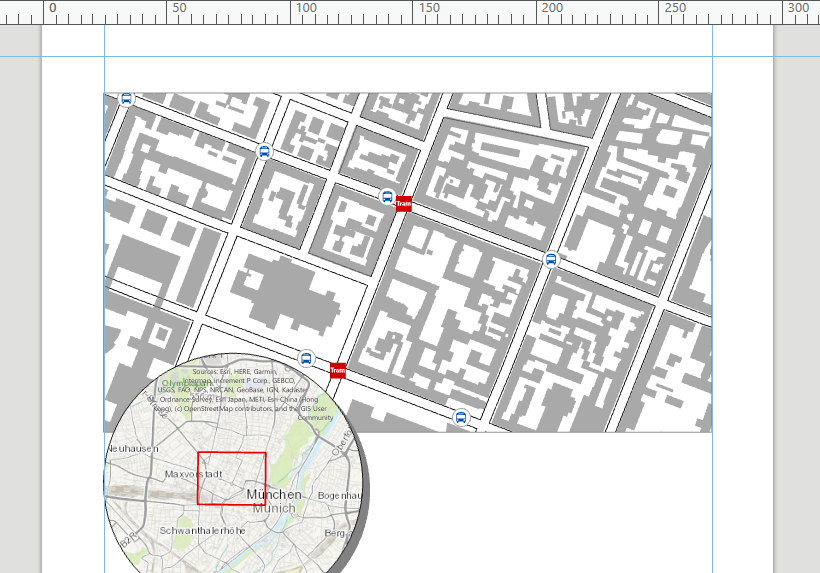 0 50 100 150 200 250 300
Tram
Tram
Sources: Esri, HERE, Garmin,
Intermap, increment P Corp., GEBCO,
USGS, FAO, NPS, NRCAN, GeoBase, IGN, Kadaster
NL, Ordnance Survey, Esri Japan, METI, Esri China (Hong
Kong), (c) OpenStreetMap contributors, and the GIS User
Community
Neuhausen
Maxvorstadt
München
Munich
Bogenhau
Schwanthalerhöhe
Berg
B2R